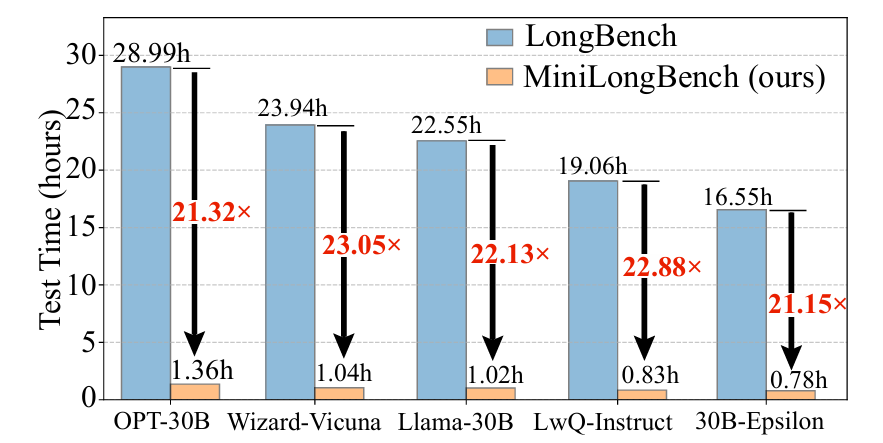 LongBench
MiniLongBench (ours)
Test Time (hours)
30
25
20
15
10
5
0
28.99h
23.94h
22.55h
19.06h
16.55h
21.32×
23.05×
22.13×
22.88×
21.15×
1.36h
1.04h
1.02h
0.83h
0.78h
OPT-30B
Wizard-Vicuna
Llama-30B
LwQ-Instruct
30B-Epsilon